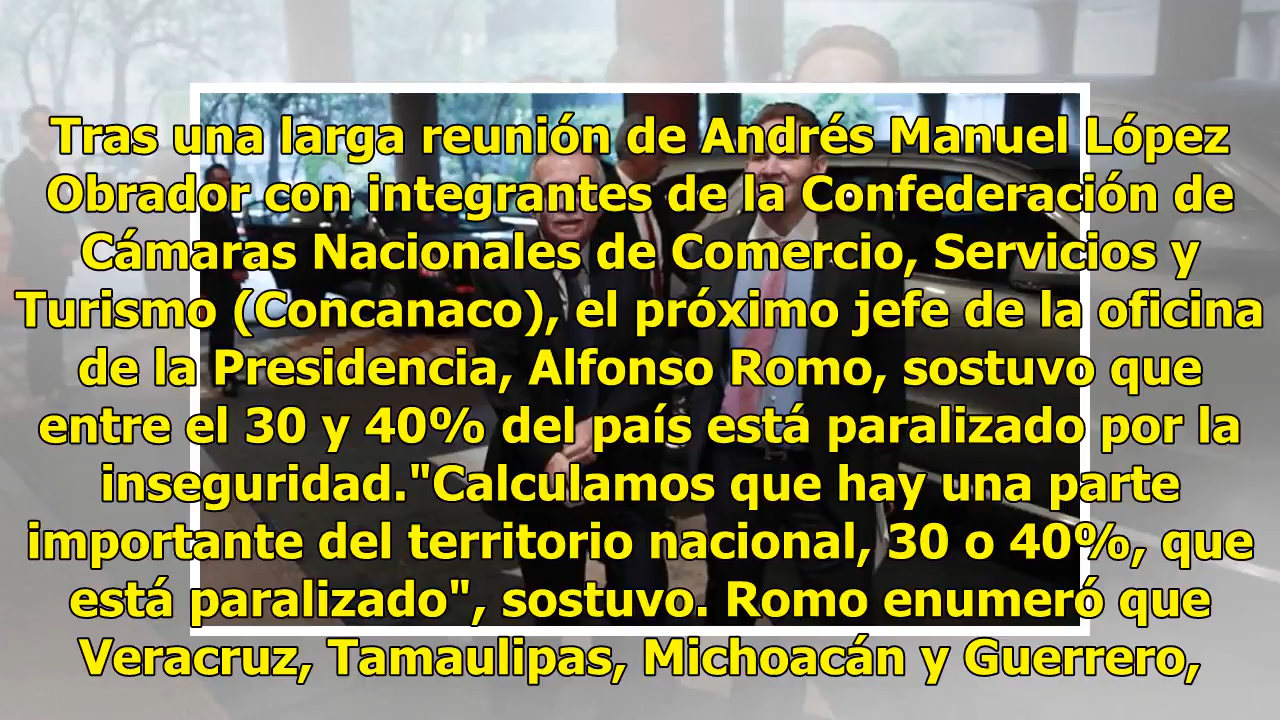 Tras una larga reunión de Andrés Manuel López
Obrador con integrantes de la Confederación de
Cámaras Nacionales de Comercio, Servicios y
Turismo (Concanaco), el próximo jefe de la oficina
de la Presidencia, Alfonso Romo, sostuvo que
entre el 30 y 40% del país está paralizado por la
inseguridad."Calculamos que hay una parte
importante del territorio nacional, 30 o 40%, que
está paralizado", sostuvo. Romo enumeró que
Veracruz, Tamaulipas, Michoacán y Guerrero,